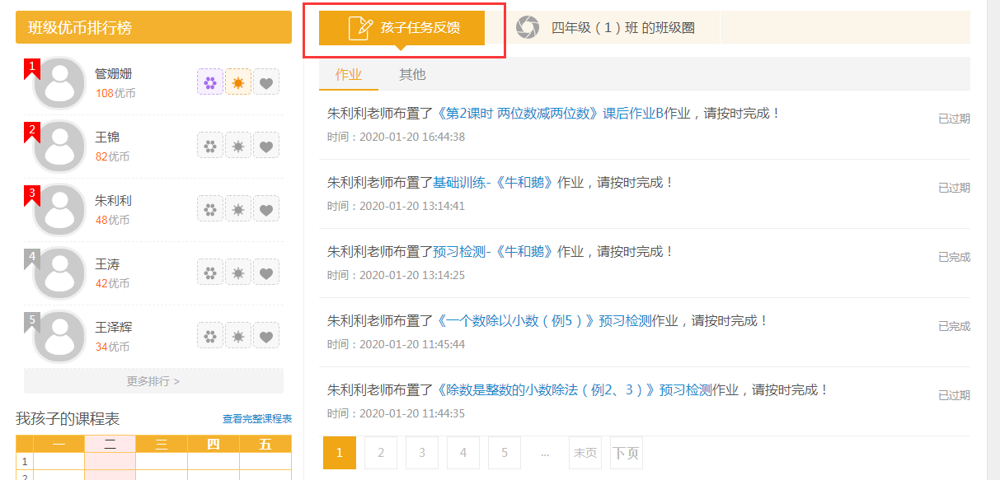 班级优币排行榜
1
管姗姗
108优币
2
王锦
82优币
3
朱利利
48优币
4
王涛
42优币
5
王泽辉
34优币
更多排行 >
我孩子的课程表
查看完整课程表
一 二 三 四 五
1
2
孩子任务反馈
四年级（1）班 的班级圈
作业 其他
朱利利老师布置了《第2课时 两位数减两位数》课后作业B作业，请按时完成！
已过期
时间：2020-01-20 16:44:38
朱利利老师布置了基础训练-《牛和鹅》作业，请按时完成！
已过期
时间：2020-01-20 13:14:41
朱利利老师布置了预习检测-《牛和鹅》作业，请按时完成！
已完成
时间：2020-01-20 13:14:25
朱利利老师布置了《一个数除以小数（例5）》预习检测作业，请按时完成！
已完成
时间：2020-01-20 11:45:44
朱利利老师布置了《除数是整数的小数除法（例2、3）》预习检测作业，请按时完成！
已过期
时间：2020-01-20 11:44:35
1 2 3 4 5 ... 末页 下页